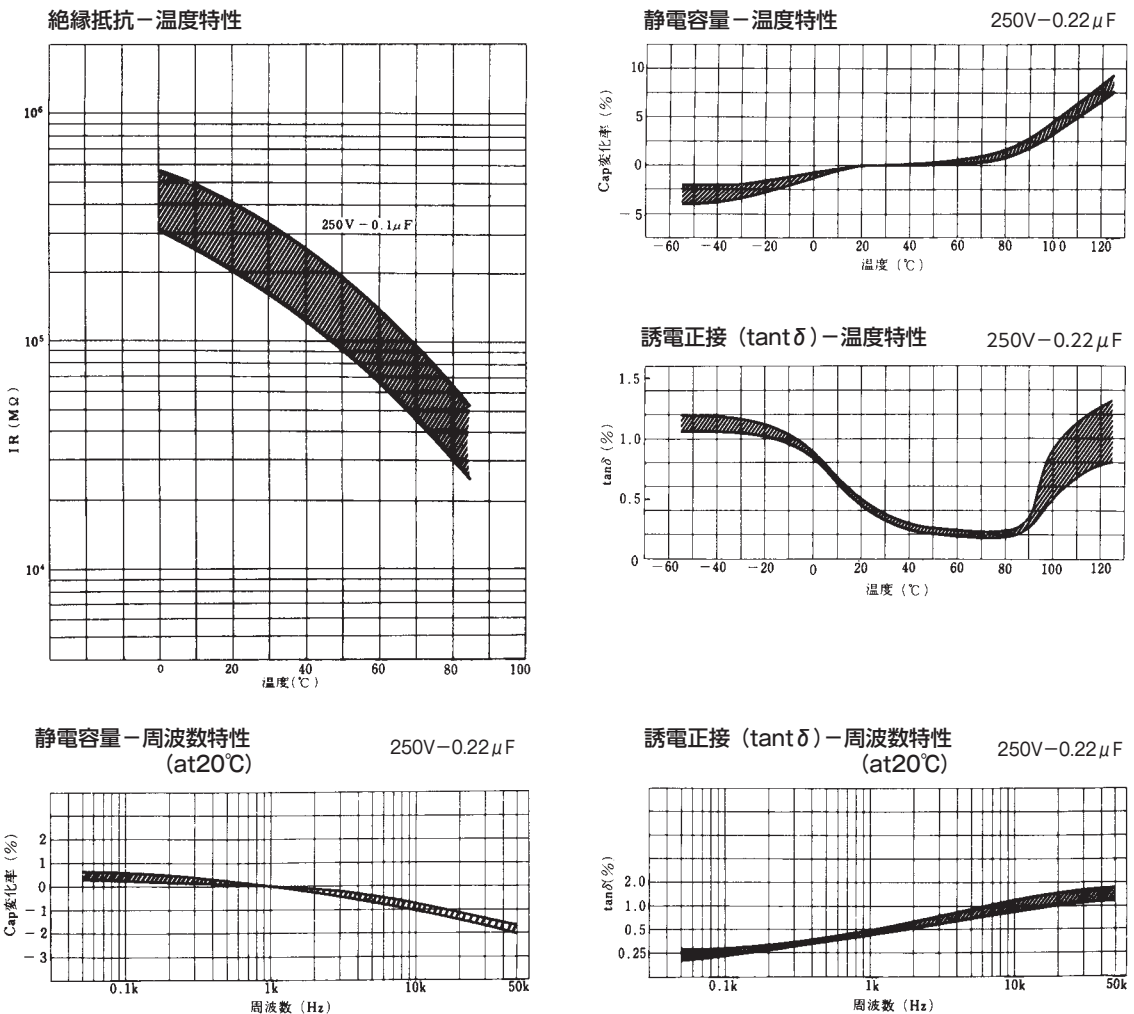 絶縁抵抗－温度特性
10⁶
10⁵
10⁴
IR (MΩ)
250V－0.1μF
0 20 40 60 80 100
温度(℃)
静電容量－温度特性 250V－0.22μF
Cap変化率 (%)
10
5
0
－5
－60 －40 －20 0 20 40 60 80 100 120
温度 (℃)
誘電正接 (tantδ)－温度特性 250V－0.22μF
tanδ (%)
1.5
1.0
0.5
0
－60 －40 －20 0 20 40 60 80 100 120
温度 (℃)
静電容量－周波数特性 250V－0.22μF
(at20℃)
Cap変化率 (%)
2
1
0
－1
－2
－3
0.1k 1k 10k 50k
周波数 (Hz)
誘電正接 (tantδ)－周波数特性 250V－0.22μF
(at20℃)
tanδ(%)
2.0
1.0
0.5
0.25
0.1k 1k 10k 50k
周波数 (Hz)